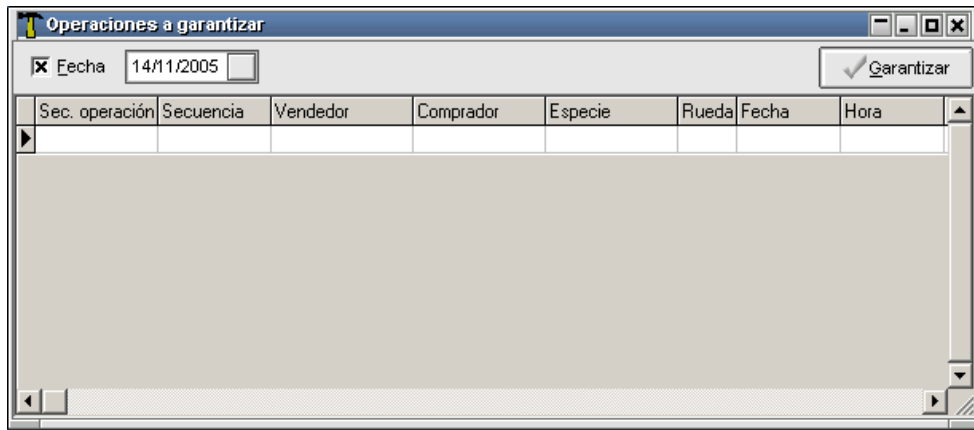 Operaciones a garantizar
Fecha 14/11/2005 Garantizar
Sec. operación Secuencia Vendedor Comprador Especie Rueda Fecha Hora